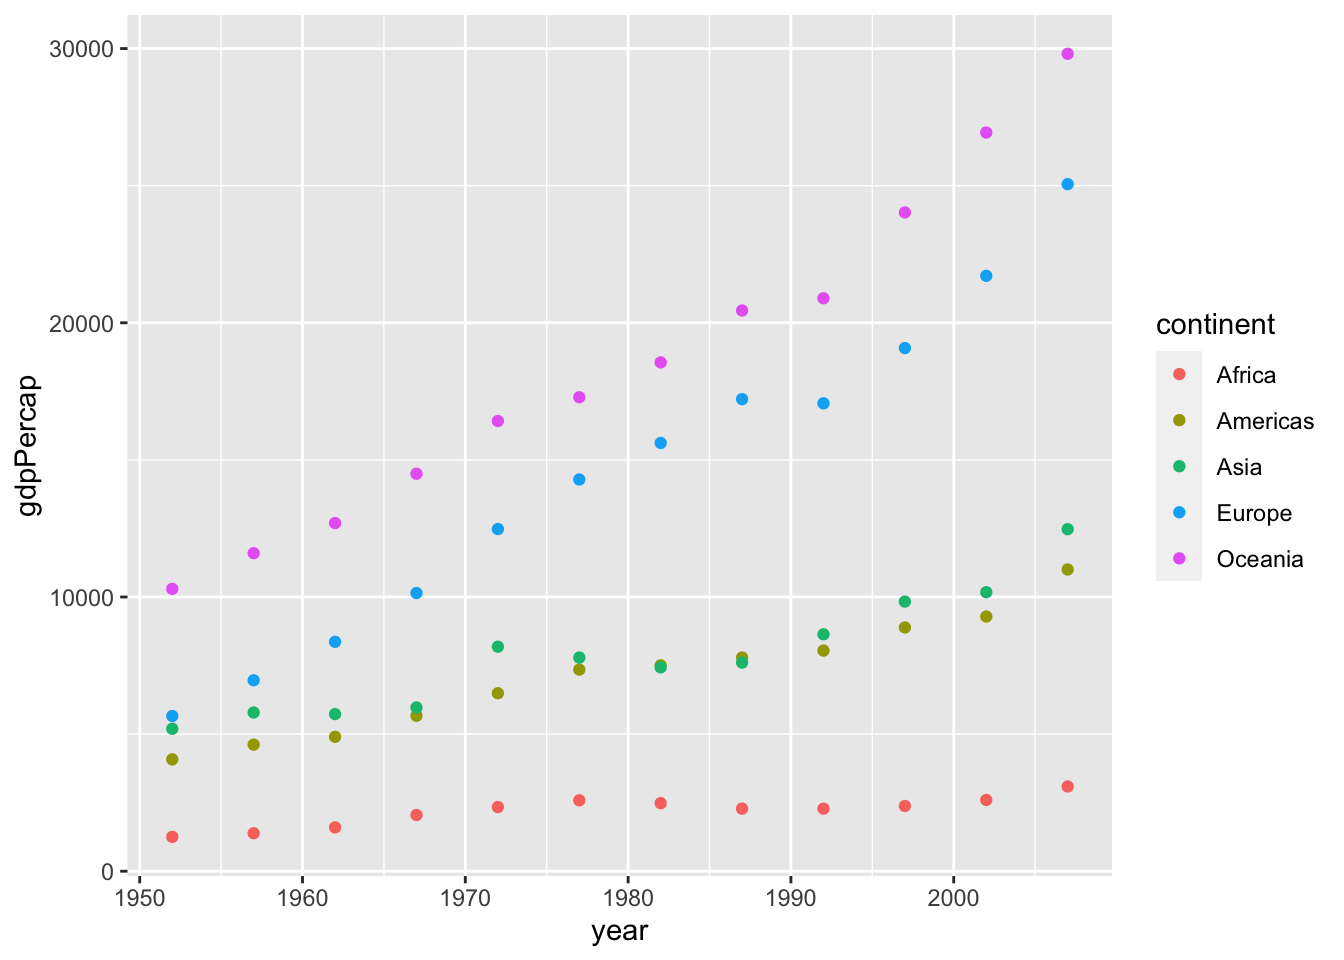 30000
20000
10000
0
gdpPercap
1950 1960 1970 1980 1990 2000
year
continent
Africa
Americas
Asia
Europe
Oceania